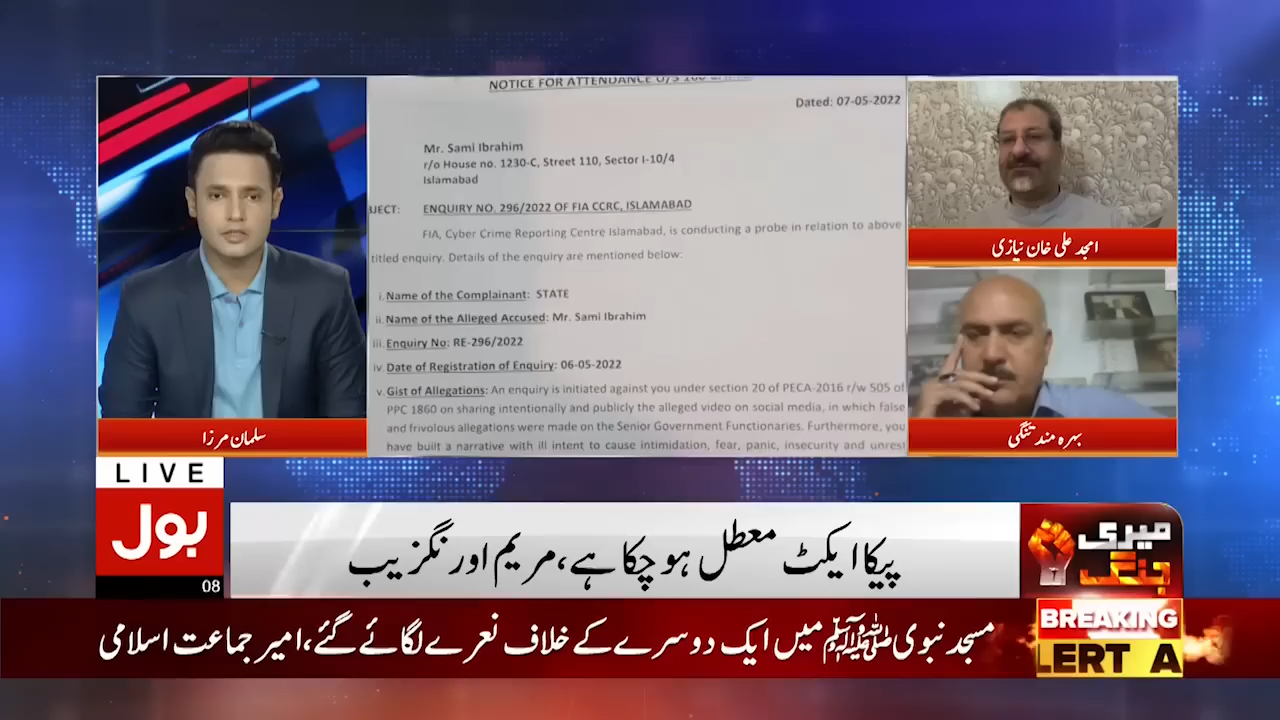 NOTICE FOR ATTENDANCE U/S 160
Dated: 07-05-2022
Mr. Sami Ibrahim
r/o House no. 1230-C, Street 110, Sector I-10/4
Islamabad
BJECT: ENQUIRY NO. 296/2022 OF FIA CCRC, ISLAMABAD
FIA, Cyber Crime Reporting Centre Islamabad, is conducting a probe in relation to above
titled enquiry. Details of the enquiry are mentioned below:
i. Name of the Complainant: STATE
ii. Name of the Alleged Accused: Mr. Sami Ibrahim
iii. Enquiry No: RE-296/2022
iv. Date of Registration of Enquiry: 06-05-2022
v. Gist of Allegations: An enquiry is initiated against you under section 20 of PECA-2016 r/w 505 of
PPC 1860 on sharing intentionally and publicly the alleged video on social media, in which false
and frivolous allegations were made on the Senior Government Functionaries. Furthermore, you
have built a narrative with ill intent to cause intimidation, fear, panic, insecurity and unrest
امجد علی خان نیازی
سلمان مرزا
بہرہ مند تنگی
LIVE
بول
08
پیکا ایکٹ معطل ہو چکا ہے، مریم اورنگزیب
میری
جنگ
BREAKING
LERT A
مسجد نبوی ﷺ میں ایک دوسرے کے خلاف نعرے لگائے گئے، امیر جماعت اسلامی